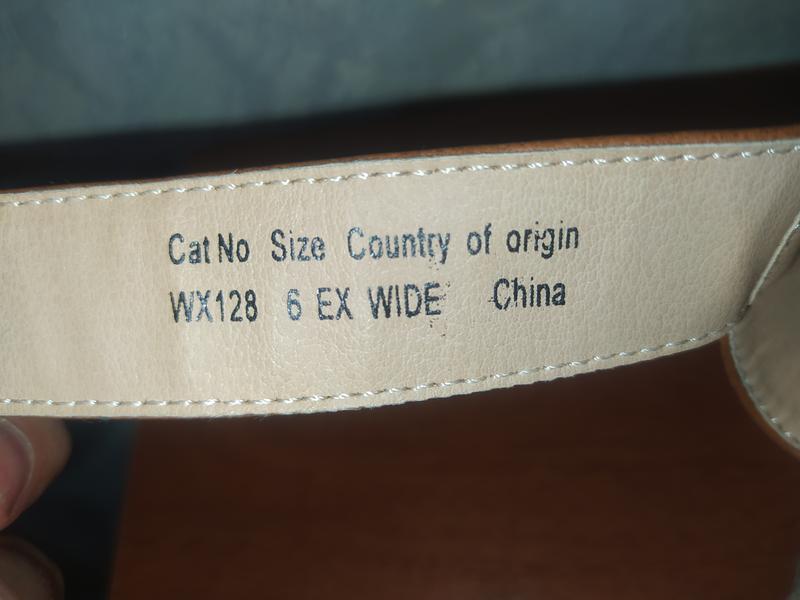 Cat No Size Country of origin
WX128 6 EX WIDE China